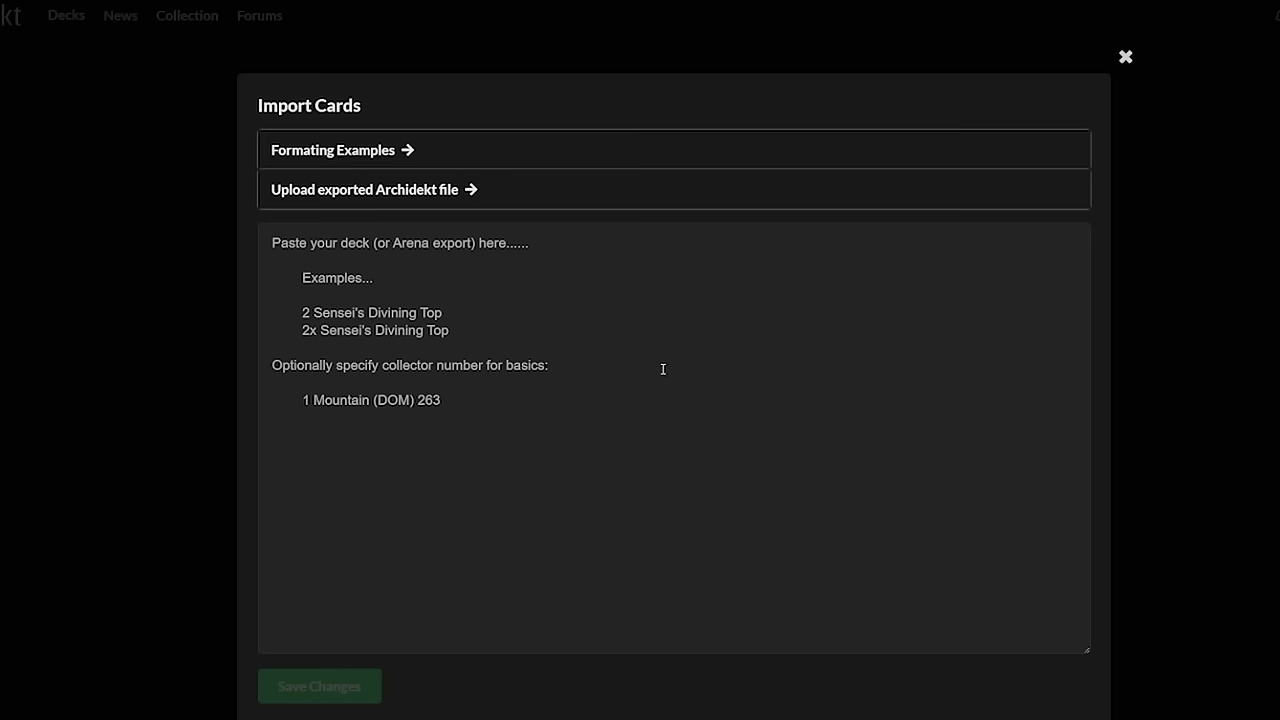 kt Decks News Collection Forums
Import Cards
Formating Examples →
Upload exported Archidekt file →
Paste your deck (or Arena export) here......
Examples...
2 Sensei's Divining Top
2x Sensei's Divining Top
Optionally specify collector number for basics:
1 Mountain (DOM) 263
Save Changes